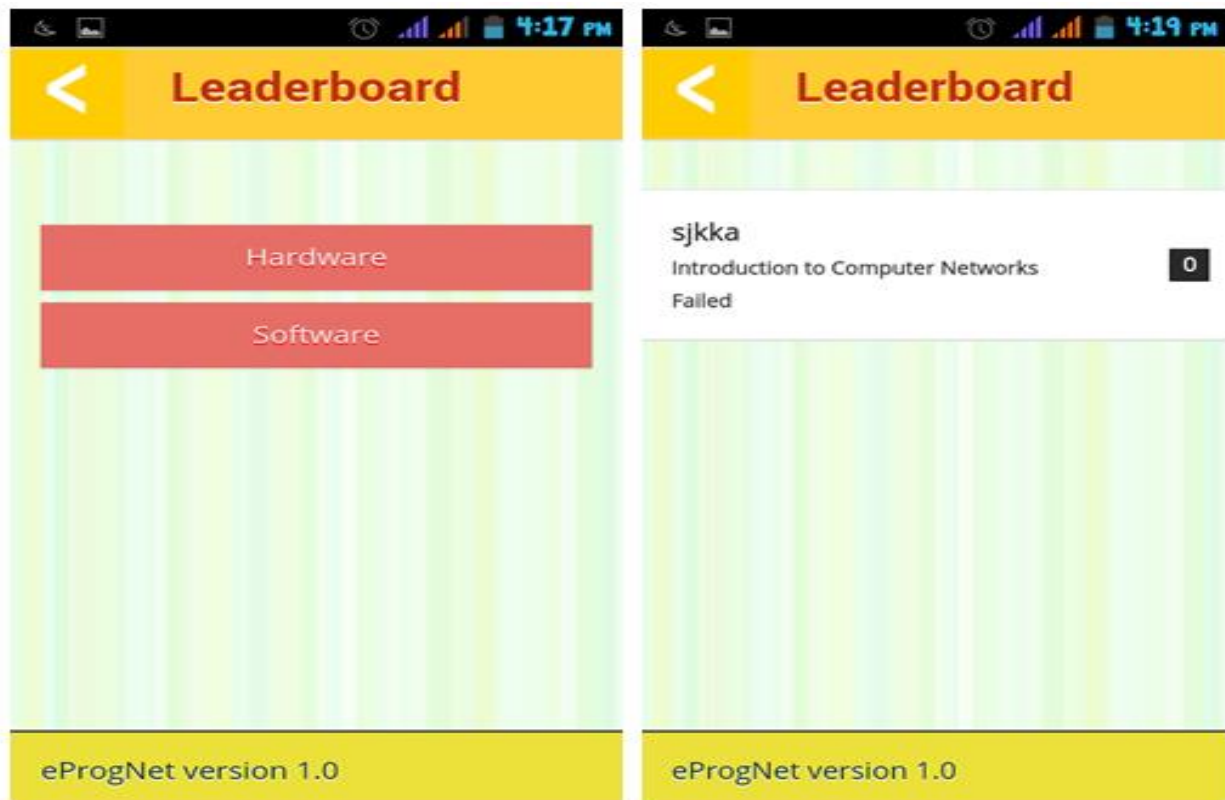 4:17 PM
Leaderboard
Hardware
Software
eProgNet version 1.0
4:19 PM
Leaderboard
sjkka
Introduction to Computer Networks
0
Failed
eProgNet version 1.0